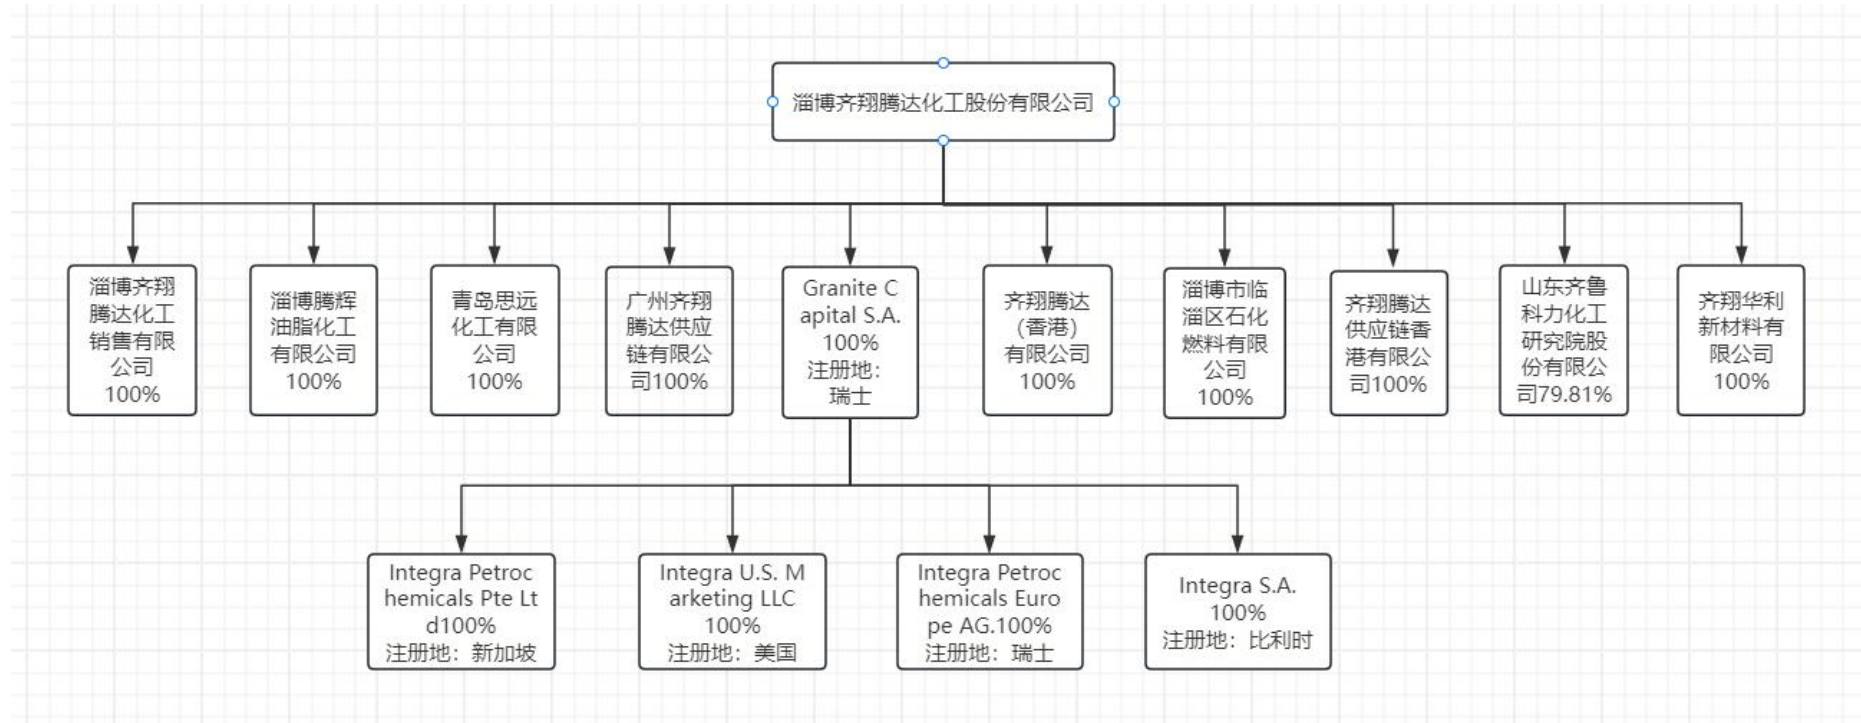 淄博齐翔腾达化工股份有限公司
淄博齐翔
腾达化工
销售有限
公司
100%
淄博腾辉
油脂化工
有限公司
100%
青岛思远
化工有限
公司
100%
广州齐翔
腾达供应
链有限公
司100%
Granite C
apital S.A.
100%
注册地：
瑞士
齐翔腾达
（香港）
有限公司
100%
淄博市临
淄区石化
燃料有限
公司
100%
齐翔腾达
供应链香
港有限公
司100%
山东齐鲁
科力化工
研究院股
份有限公
司79.81%
齐翔华利
新材料有
限公司
100%
Integra Petroc
hemicals Pte Lt
d100%
注册地：新加坡
Integra U.S. M
arketing LLC
100%
注册地：美国
Integra Petroc
hemicals Euro
pe AG.100%
注册地：瑞士
Integra S.A.
100%
注册地：比利时